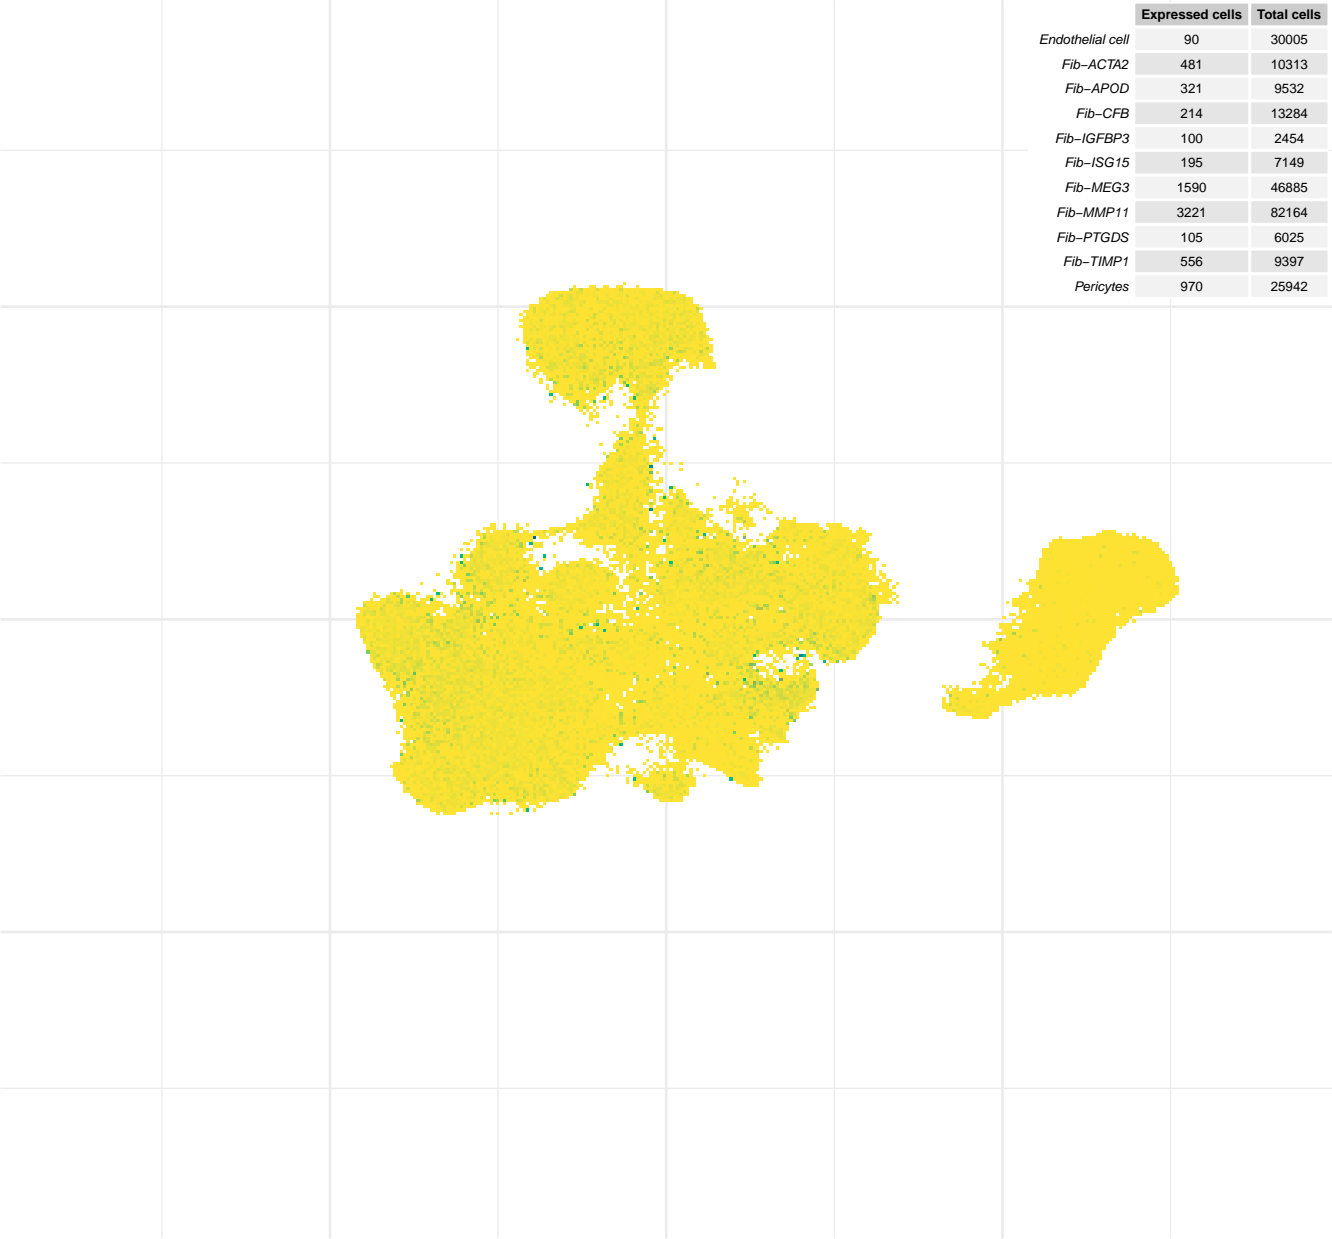 Expressed cells Total cells
Endothelial cell 90 30005
Fib−ACTA2 481 10313
Fib−APOD 321 9532
Fib−CFB 214 13284
Fib−IGFBP3 100 2454
Fib−ISG15 195 7149
Fib−MEG3 1590 46885
Fib−MMP11 3221 82164
Fib−PTGDS 105 6025
Fib−TIMP1 556 9397
Pericytes 970 25942